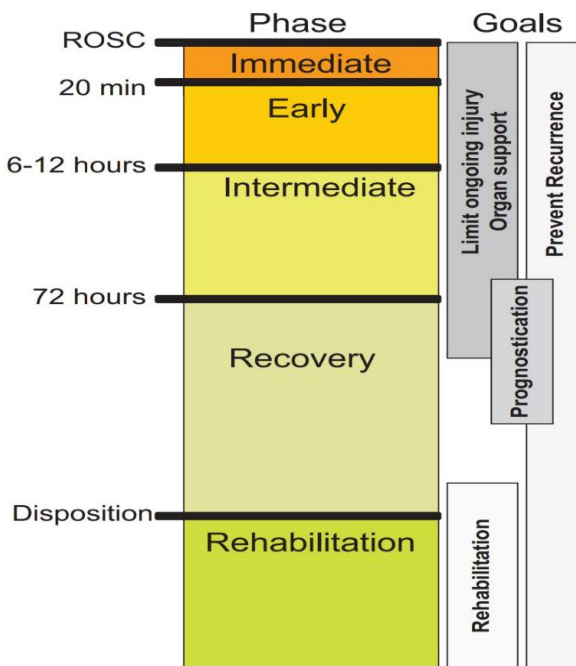 Phase
Goals
ROSC
Immediate
20 min
Early
6-12 hours
Intermediate
72 hours
Recovery
Disposition
Rehabilitation
Limit ongoing injury
Organ support
Prevent Recurrence
Prognostication
Rehabilitation